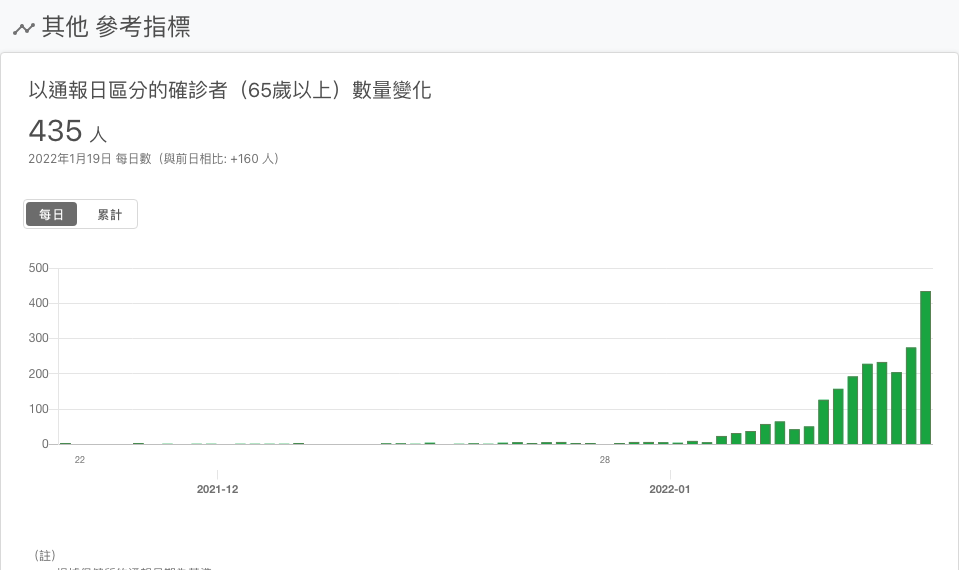 其他 參考指標
以通報日區分的確診者（65歲以上）數量變化
435 人
2022年1月19日 每日數（與前日相比: +160 人）
每日 累計
500
400
300
200
100
0
22 28
2021-12 2022-01
（註）